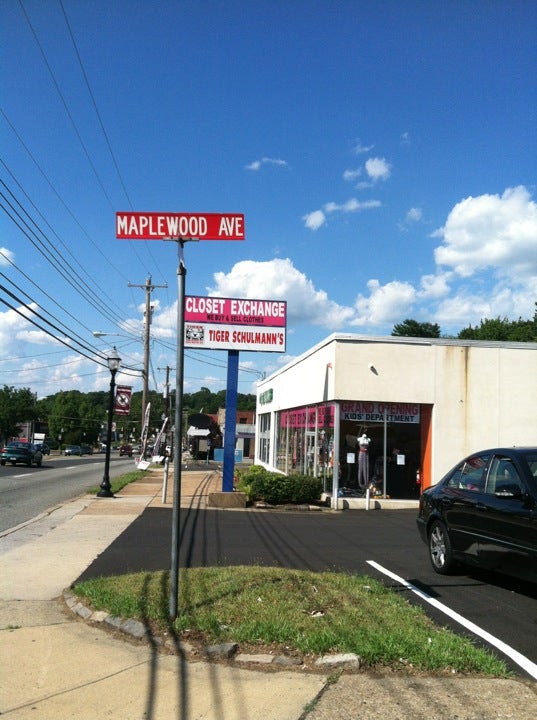 MAPLEWOOD AVE
CLOSET EXCHANGE
WE BUY & SELL CLOTHES
TIGER SCHULMANN'S
GRAND OPENING
KIDS' DEPARTMENT